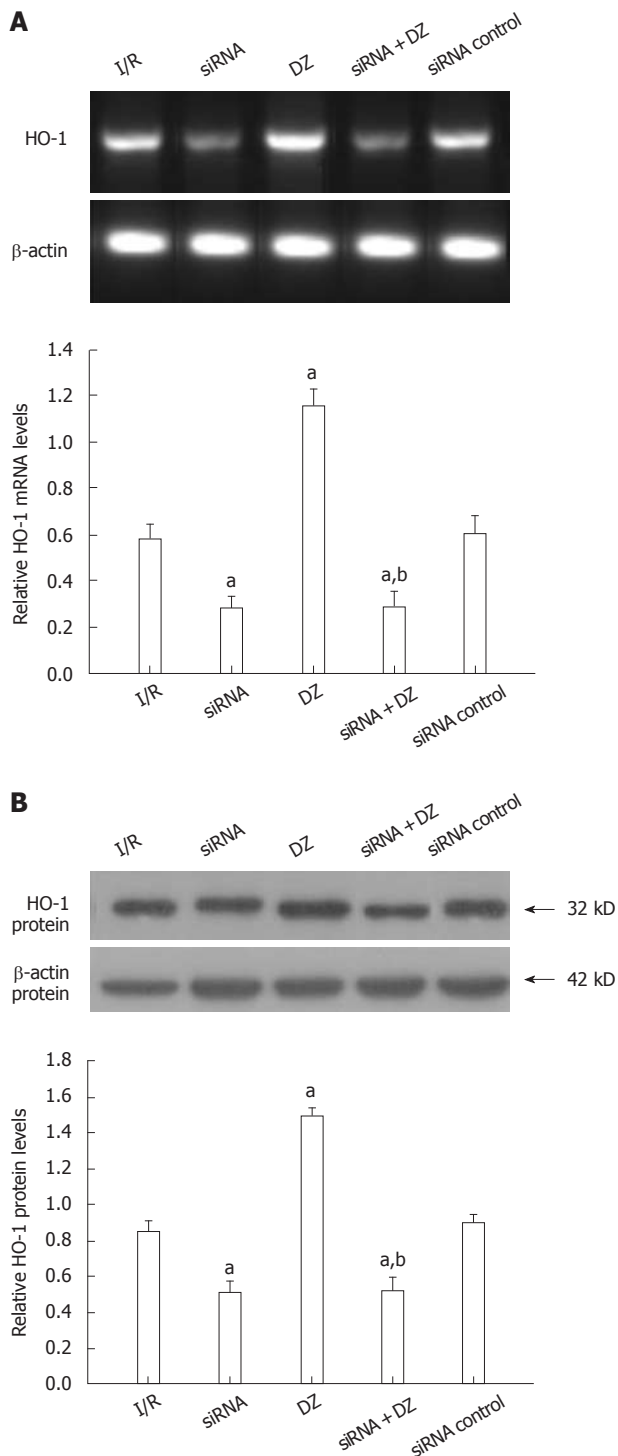 A
I/R siRNA DZ siRNA + DZ siRNA control
HO-1
β-actin
Relative HO-1 mRNA levels
1.4
1.2
1.0
0.8
0.6
0.4
0.2
0.0
a
a
a,b
I/R siRNA DZ siRNA + DZ siRNA control
B
I/R siRNA DZ siRNA + DZ siRNA control
HO-1
protein
32 kD
β-actin
protein
42 kD
Relative HO-1 protein levels
1.8
1.6
1.4
1.2
1.0
0.8
0.6
0.4
0.2
0.0
a
a
a,b
I/R siRNA DZ siRNA + DZ siRNA control